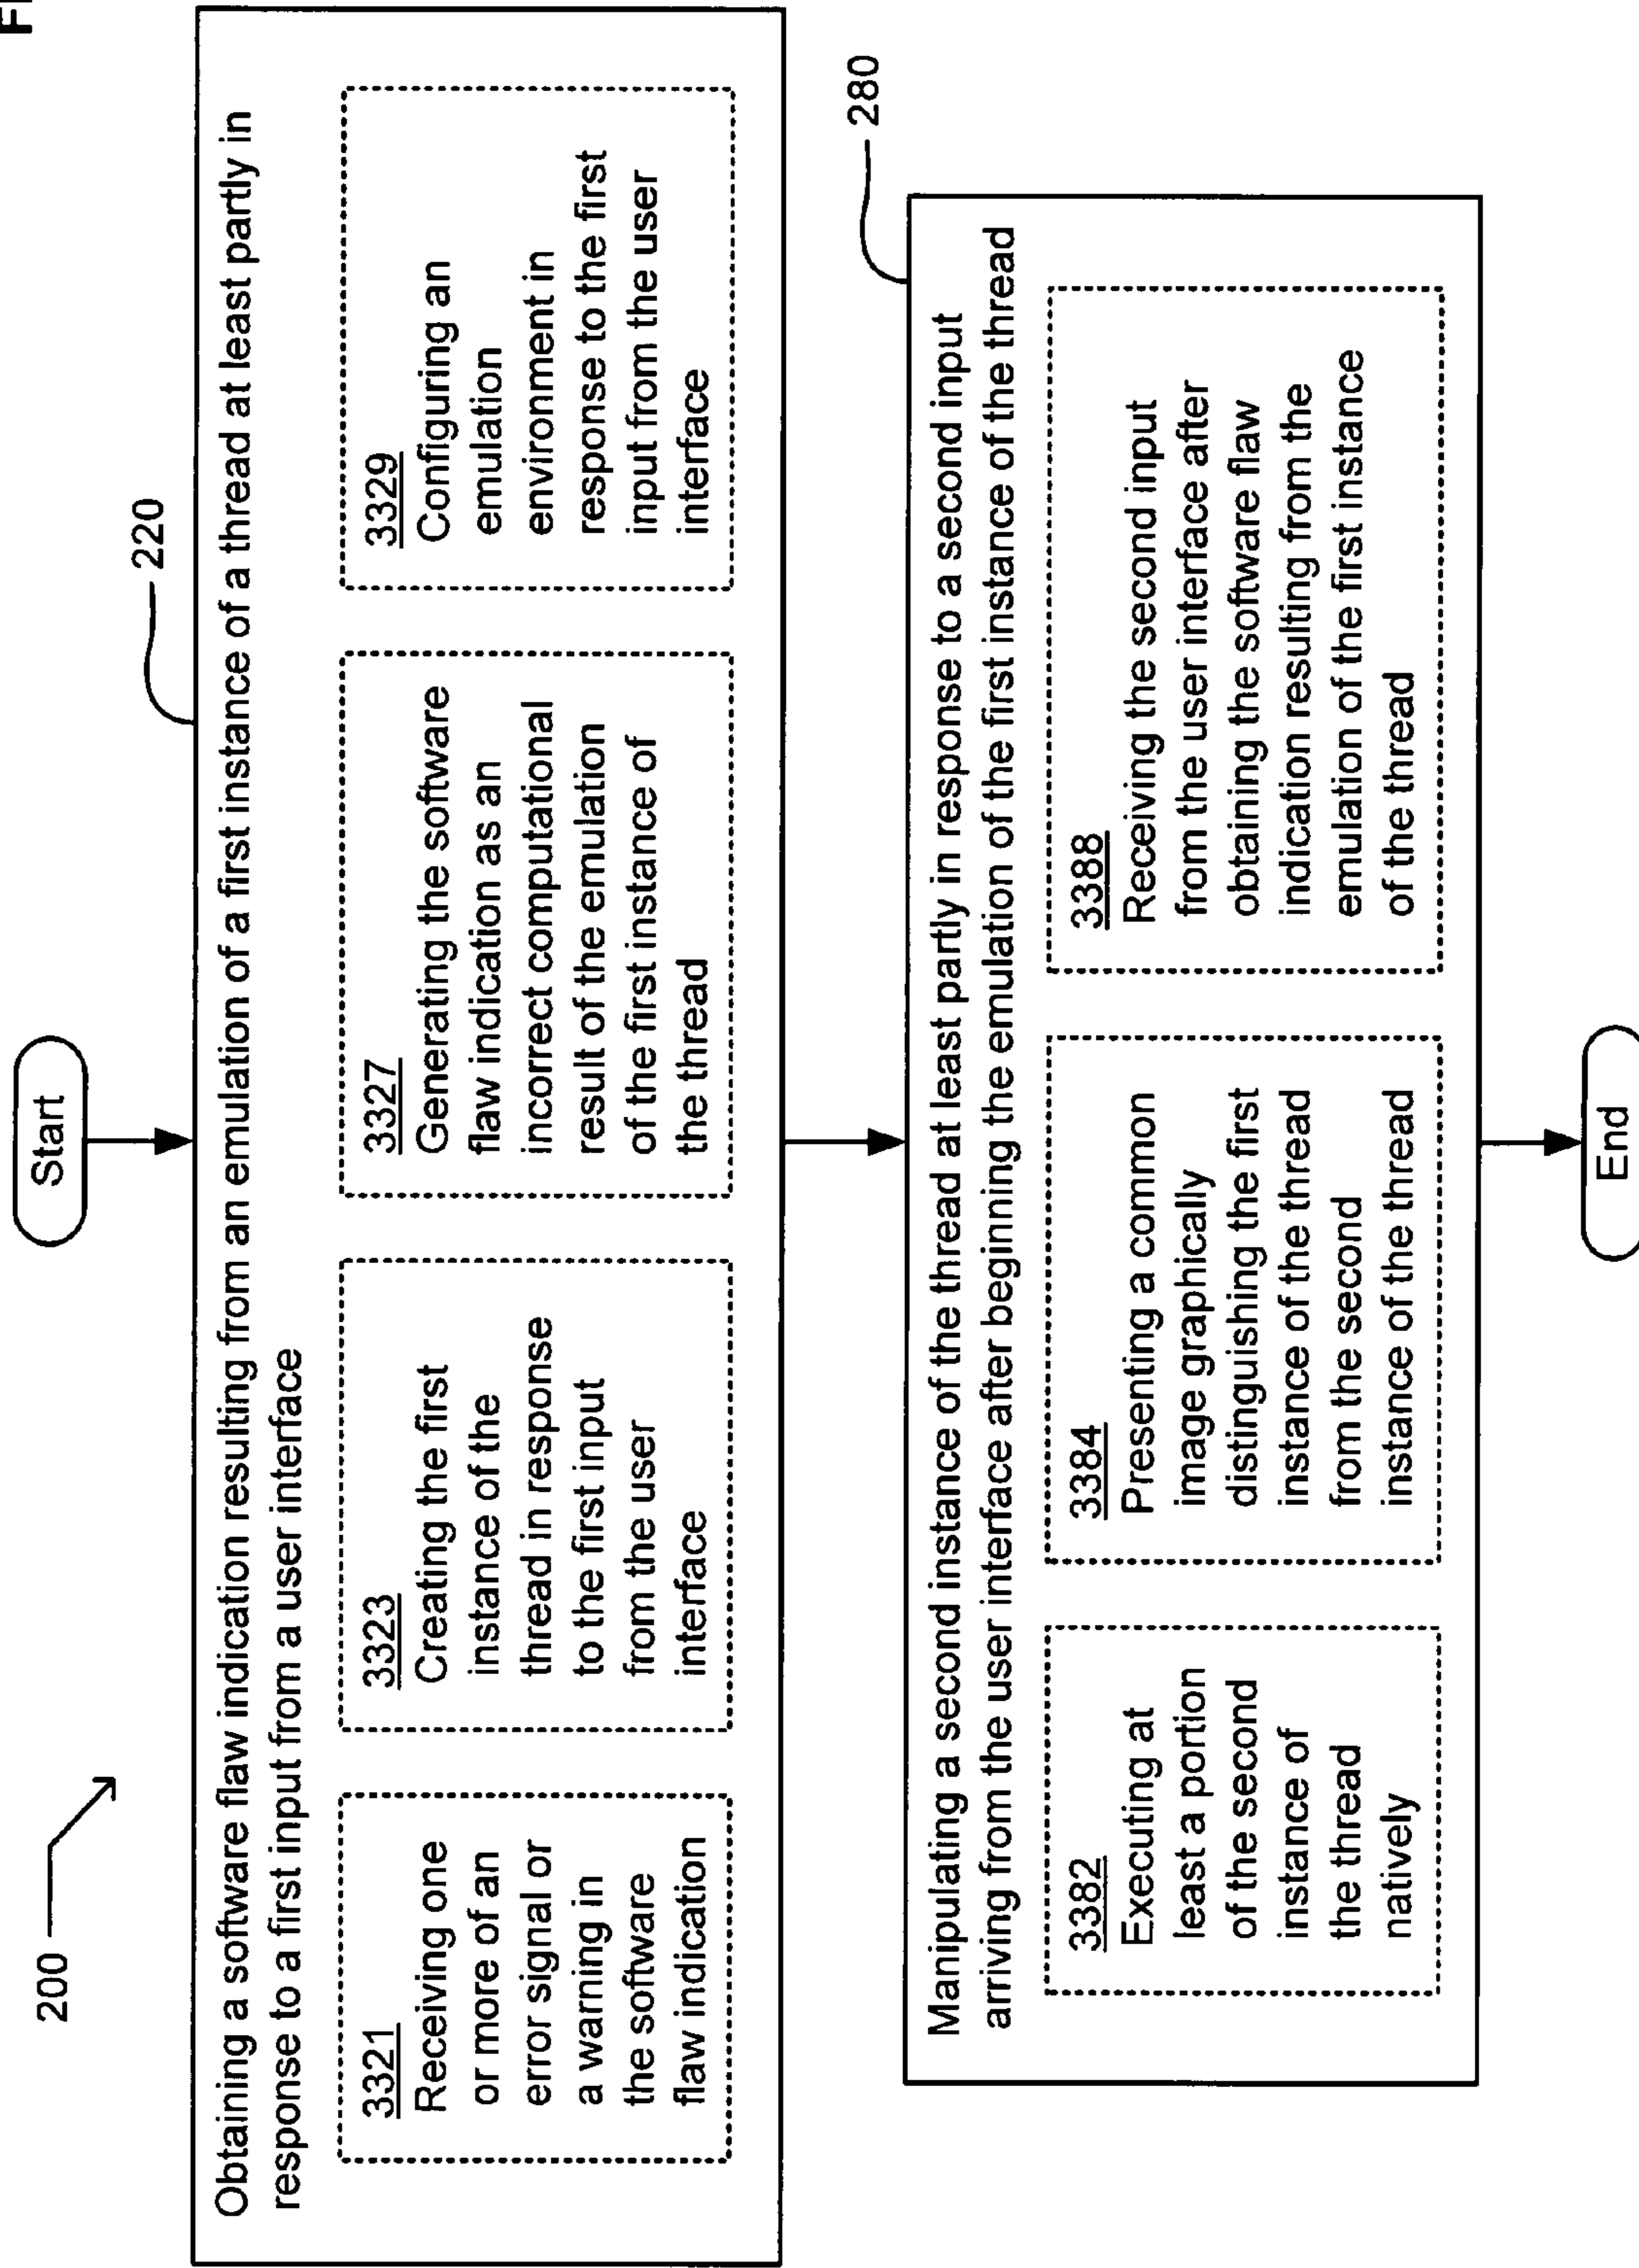 200
Start
220
Obtaining a software flaw indication resulting from an emulation of a first instance of a thread at least partly in
response to a first input from a user interface
3321
Receiving one
or more of an
error signal or
a warning in
the software
flaw indication
3323
Creating the first
instance of the
thread in response
to the first input
from the user
interface
3327
Generating the software
flaw indication as an
incorrect computational
result of the emulation
of the first instance of
the thread
3329
Configuring an
emulation
environment in
response to the first
input from the user
interface
280
Manipulating a second instance of the thread at least partly in response to a second input
arriving from the user interface after beginning the emulation of the first instance of the thread
3382
Executing at
least a portion
of the second
instance of
the thread
natively
3384
Presenting a common
image graphically
distinguishing the first
instance of the thread
from the second
instance of the thread
3388
Receiving the second input
from the user interface after
obtaining the software flaw
indication resulting from the
emulation of the first instance
of the thread
End